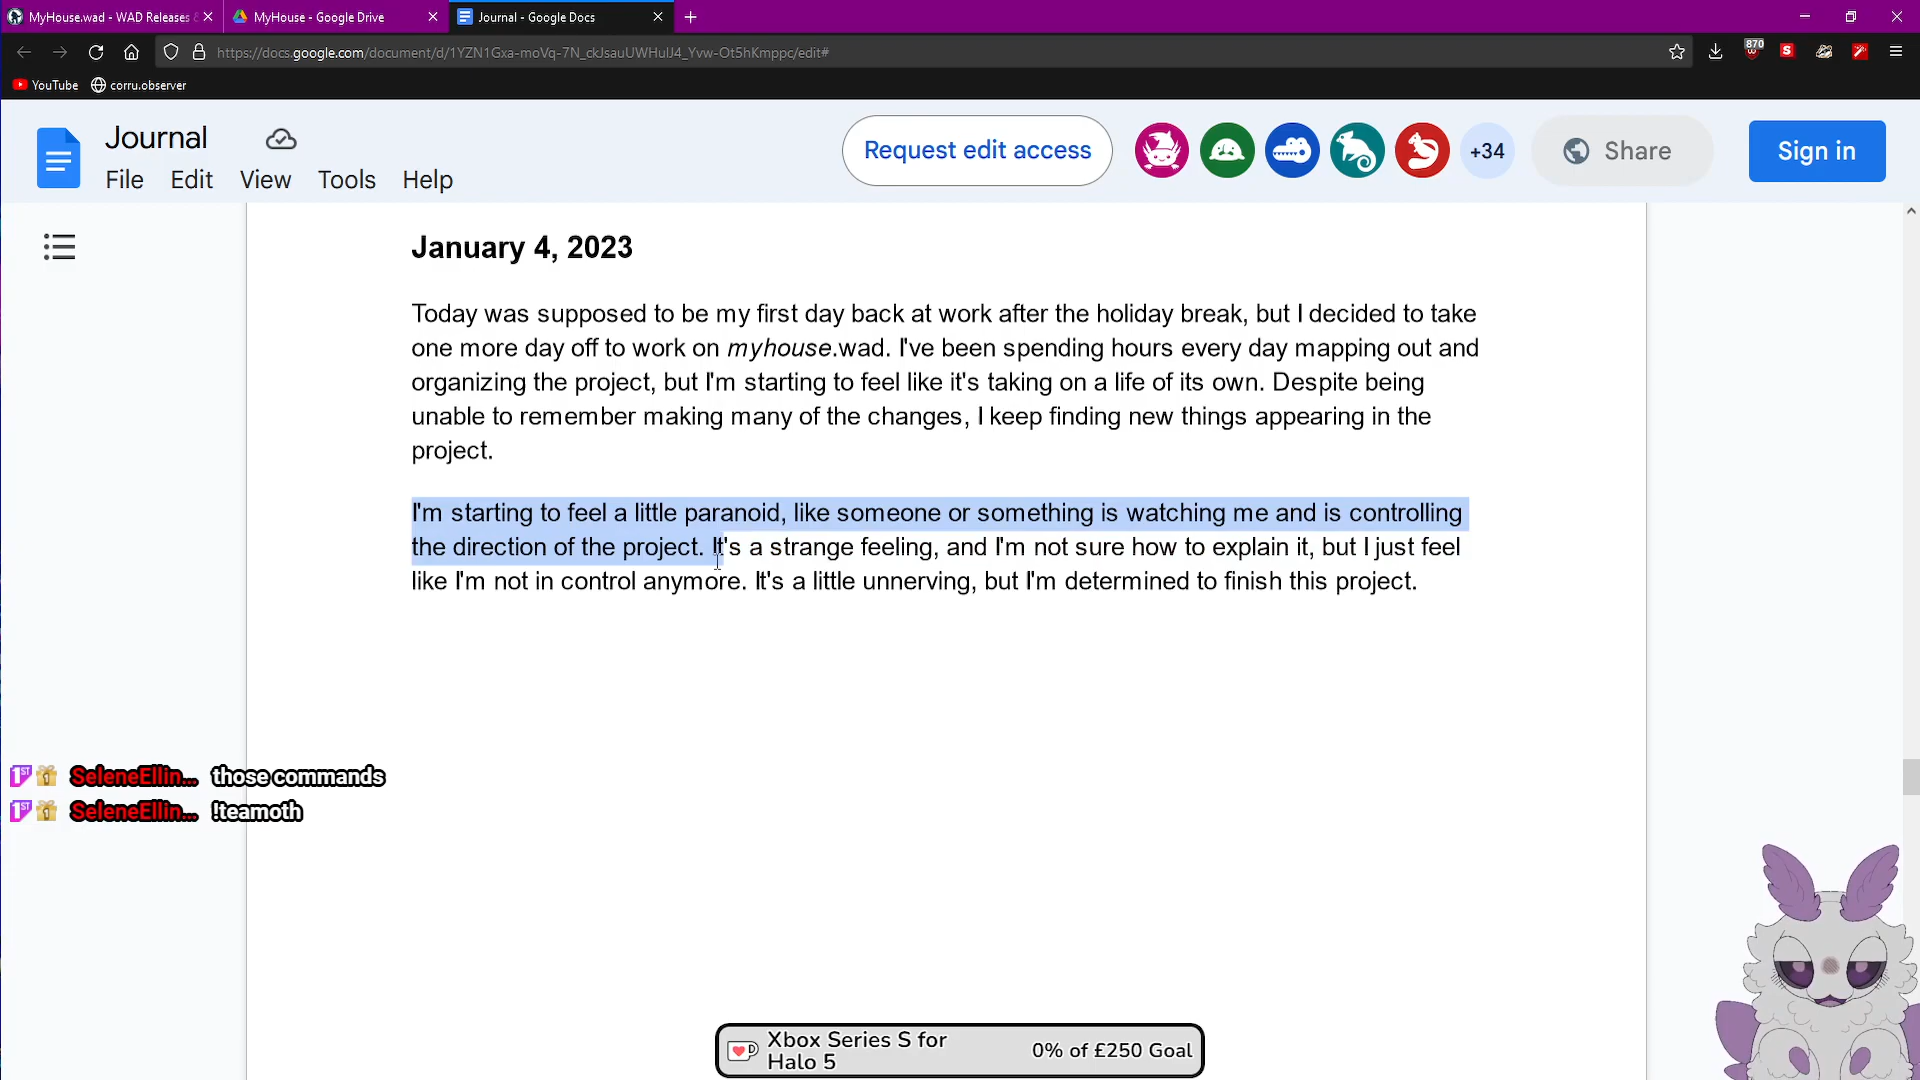 MyHouse.wad - WAD Releases &
MyHouse - Google Drive
Journal - Google Docs
https://docs.google.com/document/d/1YZN1Gxa-moVq-7N_ckJsauUWHulJ4_Yvw-Ot5hKmppc/edit#
870
S
YouTube
corru.observer
Journal
File Edit View Tools Help
Request edit access
+34
Share
Sign in
January 4, 2023
Today was supposed to be my first day back at work after the holiday break, but I decided to take
one more day off to work on myhouse.wad. I've been spending hours every day mapping out and
organizing the project, but I'm starting to feel like it's taking on a life of its own. Despite being
unable to remember making many of the changes, I keep finding new things appearing in the
project.
I'm starting to feel a little paranoid, like someone or something is watching me and is controlling
the direction of the project. It's a strange feeling, and I'm not sure how to explain it, but I just feel
like I'm not in control anymore. It's a little unnerving, but I'm determined to finish this project.
1ST 1 SeleneEllin... those commands
1ST 1 SeleneEllin... !teamoth
Xbox Series S for
Halo 5
0% of £250 Goal